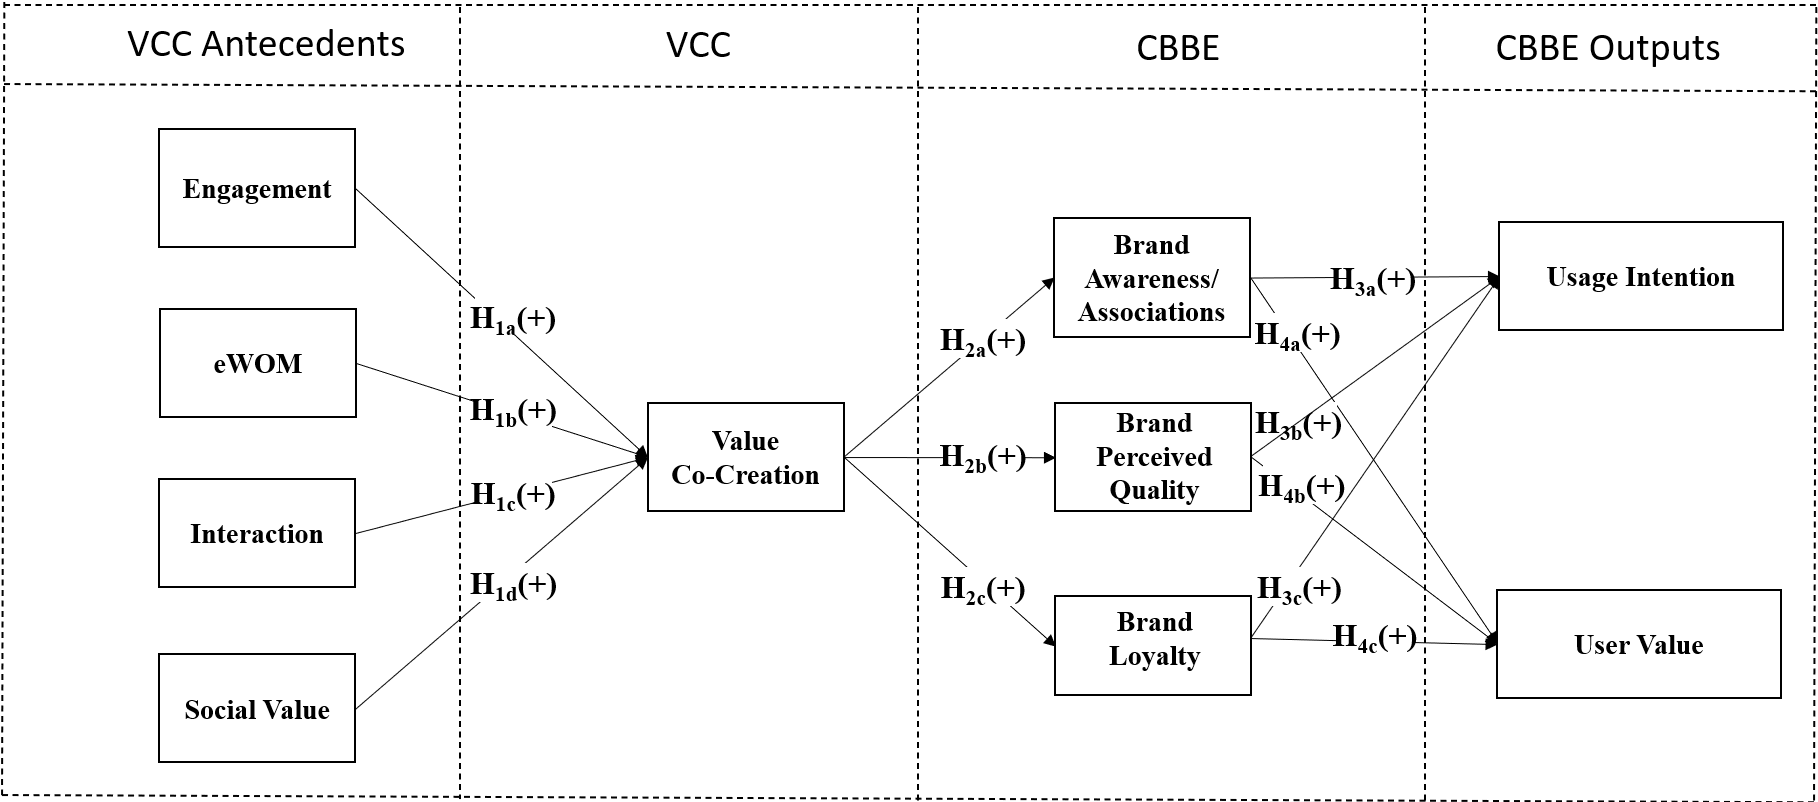 VCC Antecedents
VCC
CBBE
CBBE Outputs
Engagement
eWOM
Interaction
Social Value
H1a(+)
H1b(+)
H1c(+)
H1d(+)
Value
Co-Creation
H2a(+)
H2b(+)
H2c(+)
Brand
Awareness/
Associations
Brand
Perceived
Quality
Brand
Loyalty
H3a(+)
H4a(+)
H3b(+)
H4b(+)
H3c(+)
H4c(+)
Usage Intention
User Value